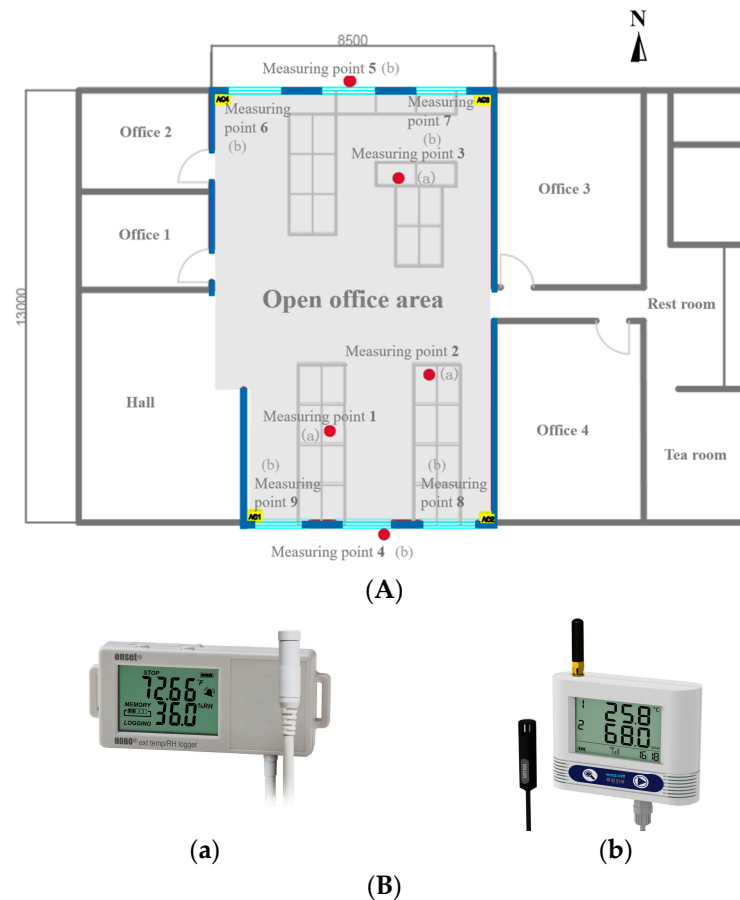 N
8500
Measuring point 5 (b)
AC4
AC3
Measuring
point 6
(b)
Measuring
point 7
(b)
Office 2
Measuring point 3
(a)
Office 3
Office 1
13000
Open office area
Rest room
Measuring point 2
(a)
Hall
Measuring point 1
(a)
Office 4
Tea room
(b)
Measuring
point 9
(b)
Measuring
point 8
AC1
AC2
Measuring point 4 (b)
(A)
onset®
STOP
72.66 °F
MEMORY
36.0 %RH
LOGGING
HOBO® ext temp/RH logger
1 25.8 °C
2 68.0
16:18
(a)
(b)
(B)